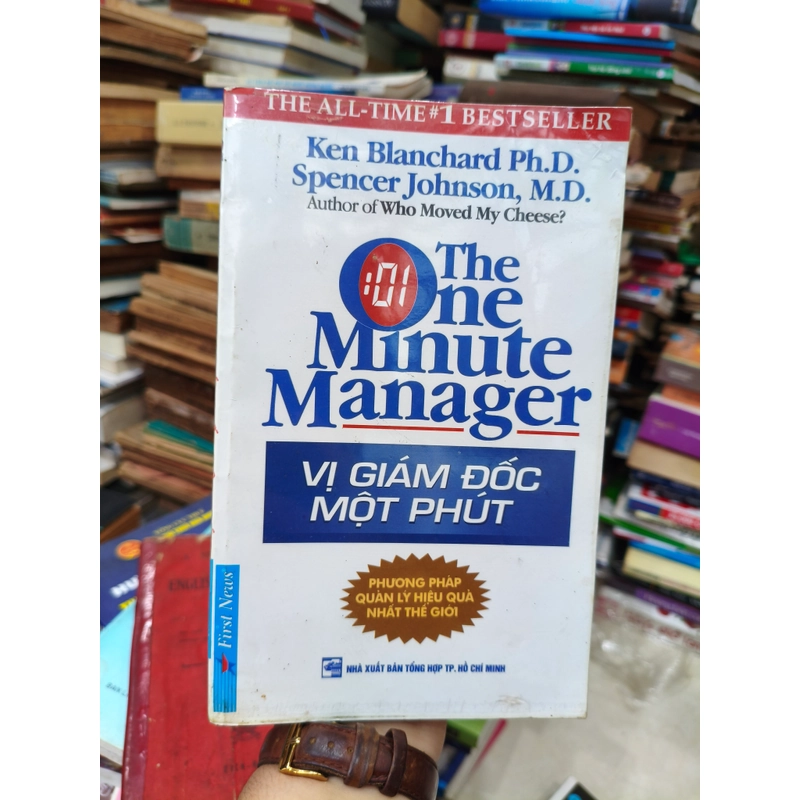 THE ALL-TIME #1 BESTSELLER
Ken Blanchard Ph.D.
Spencer Johnson, M.D.
Author of Who Moved My Cheese?
:01
The
One
Minute
Manager
VỊ GIÁM ĐỐC
MỘT PHÚT
PHƯƠNG PHÁP
QUẢN LÝ HIỆU QUẢ
NHẤT THẾ GIỚI
First News
NHÀ XUẤT BẢN TỔNG HỢP TP. HỒ CHÍ MINH